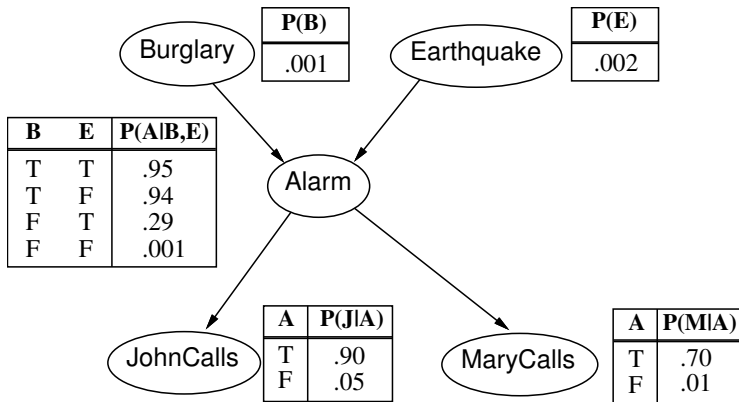 Burglary
P(B)
.001
Earthquake
P(E)
.002
B E P(A|B,E)
T T .95
T F .94
F T .29
F F .001
Alarm
JohnCalls
A P(J|A)
T .90
F .05
MaryCalls
A P(M|A)
T .70
F .01